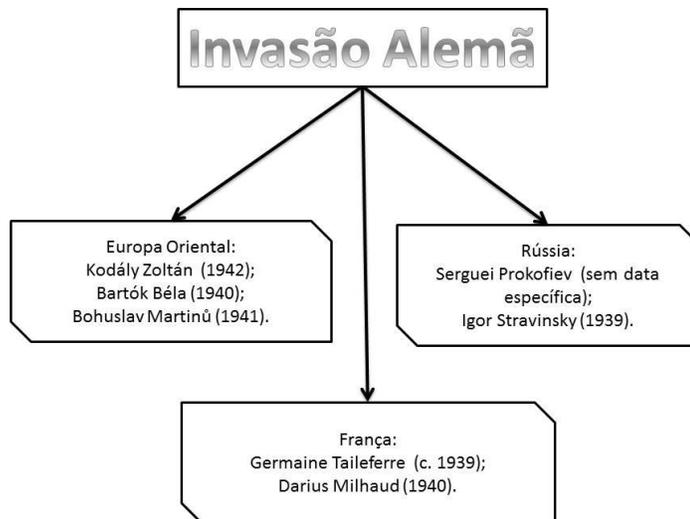 Invasão Alemã
Europa Oriental:
Kodály Zoltán (1942);
Bartók Béla (1940);
Bohuslav Martinů (1941).
Rússia:
Serguei Prokofiev (sem data
específica);
Igor Stravinsky (1939).
França:
Germaine Taileferre (c. 1939);
Darius Milhaud (1940).